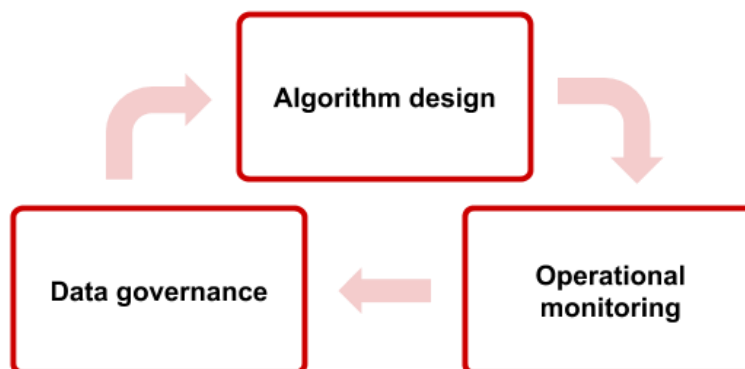 Algorithm design
Data governance
Operational
monitoring